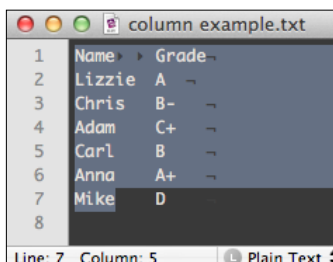 column example.txt
1 Name Grade
2 Lizzie A
3 Chris B-
4 Adam C+
5 Carl B
6 Anna A+
7 Mike D
8
Line: 7 Column: 5 L Plain Text